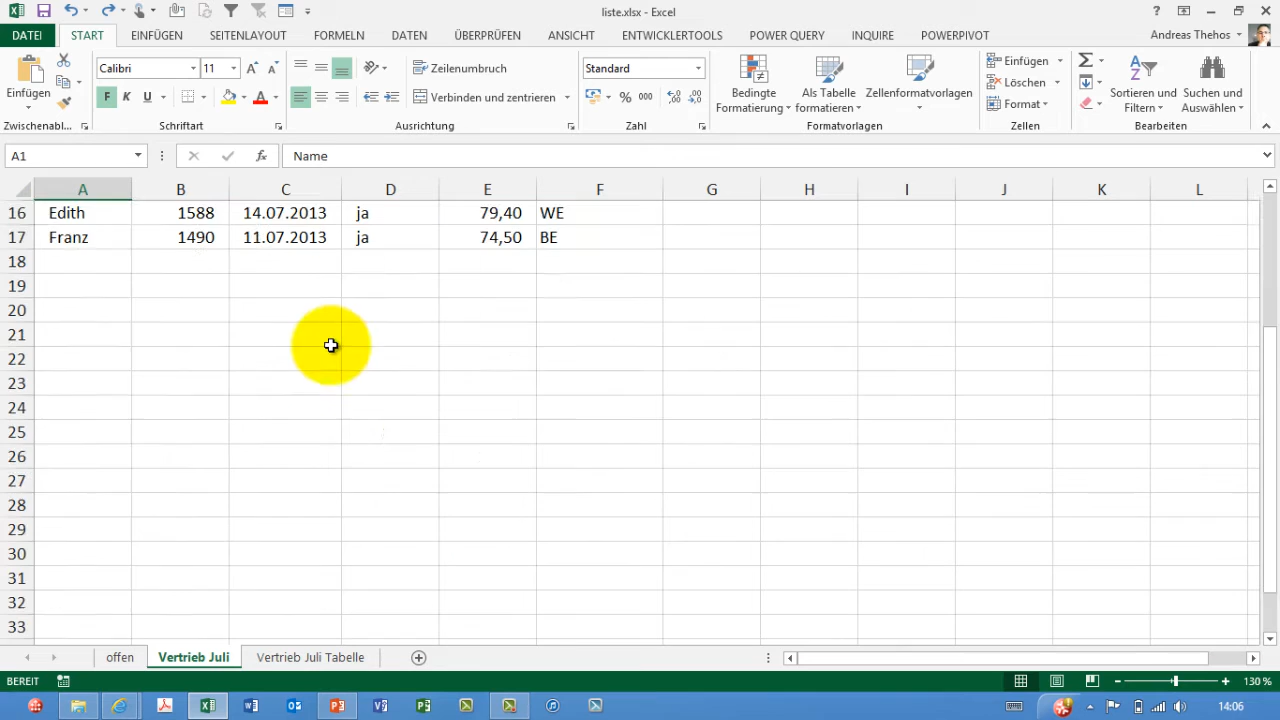 liste.xlsx - Excel
DATEI START EINFÜGEN SEITENLAYOUT FORMELN DATEN ÜBERPRÜFEN ANSICHT ENTWICKLERTOOLS POWER QUERY INQUIRE POWERPIVOT Andreas Thehos
Einfügen
Zwischenabl...
Calibri 11
F K U
Schriftart
Zeilenumbruch
Verbinden und zentrieren
Ausrichtung
Standard
% 000
Zahl
Bedingte Formatierung
Als Tabelle formatieren
Zellenformatvorlagen
Formatvorlagen
Einfügen
Löschen
Format
Zellen
Sortieren und Filtern
Suchen und Auswählen
Bearbeiten
A1 fx Name
A B C D E F G H I J K L
16 Edith 1588 14.07.2013 ja 79,40 WE
17 Franz 1490 11.07.2013 ja 74,50 BE
18
19
20
21
22
23
24
25
26
27
28
29
30
31
32
33
offen Vertrieb Juli Vertrieb Juli Tabelle
BEREIT 130 %
14:06